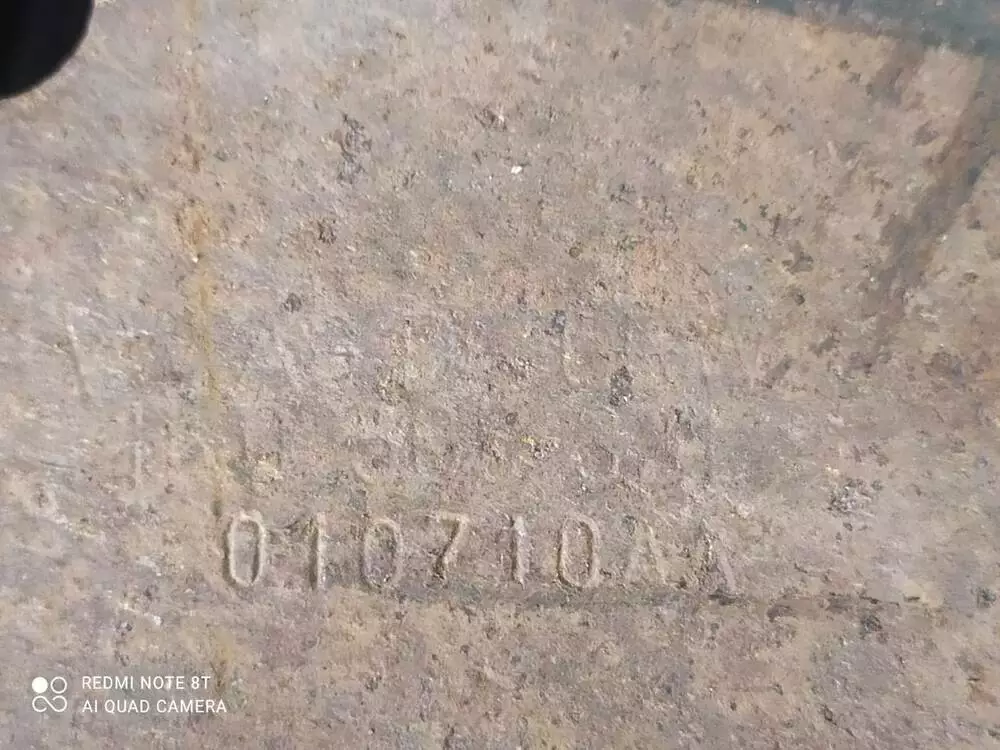 010710AA
REDMI NOTE 8T
AI QUAD CAMERA